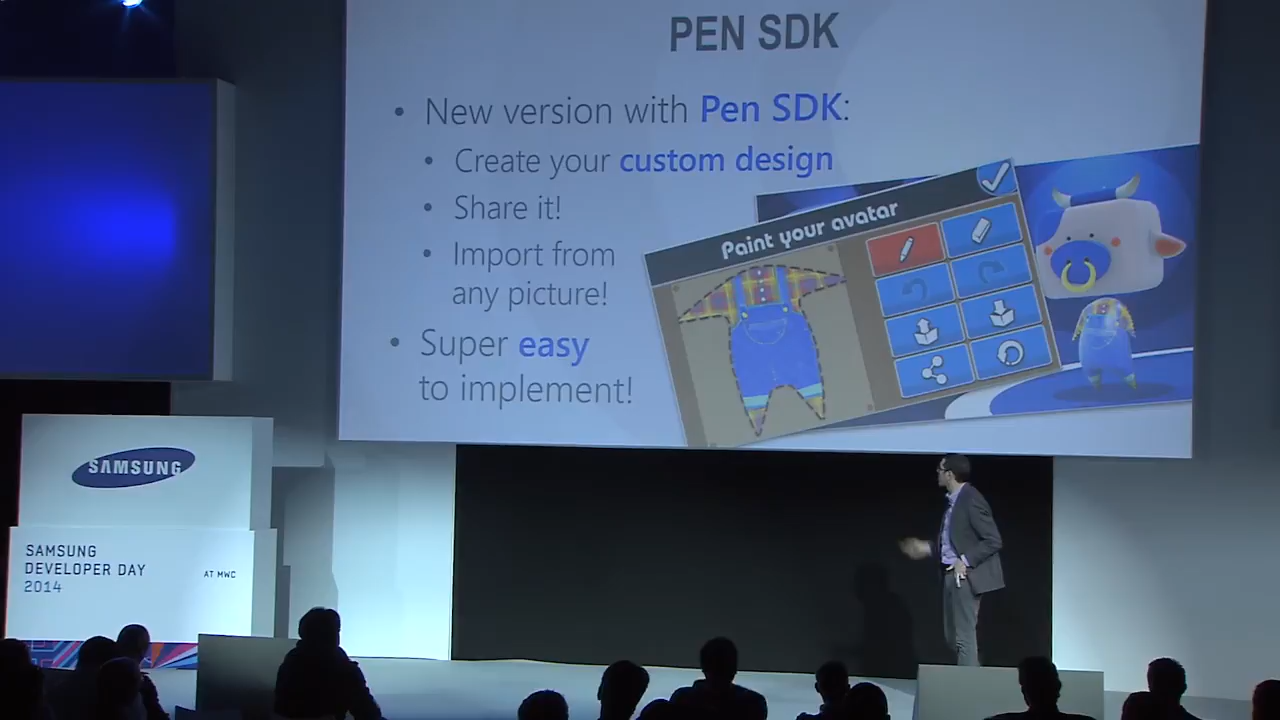 PEN SDK
• New version with Pen SDK:
• Create your custom design
• Share it!
• Import from
any picture!
• Super easy
to implement!
Paint your avatar
SAMSUNG
SAMSUNG
DEVELOPER DAY
2014
AT MWC